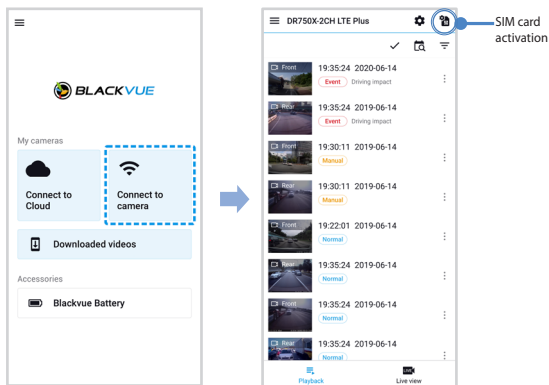 BLACKVUE
My cameras
Connect to
Cloud
Connect to
camera
Downloaded videos
Accessories
Blackvue Battery
DR750X-2CH LTE Plus
SIM card
activation
Front
19:35:24 2020-06-14
Event Driving impact
Rear
19:35:24 2019-06-14
Event Driving impact
Front
19:30:11 2019-06-14
Manual
Rear
19:30:11 2019-06-14
Manual
Front
19:22:01 2019-06-14
Normal
Rear
19:35:24 2019-06-14
Normal
Front
19:35:24 2019-06-14
Normal
Rear
19:35:24 2019-06-14
Normal
Playback
LIVE
Live view